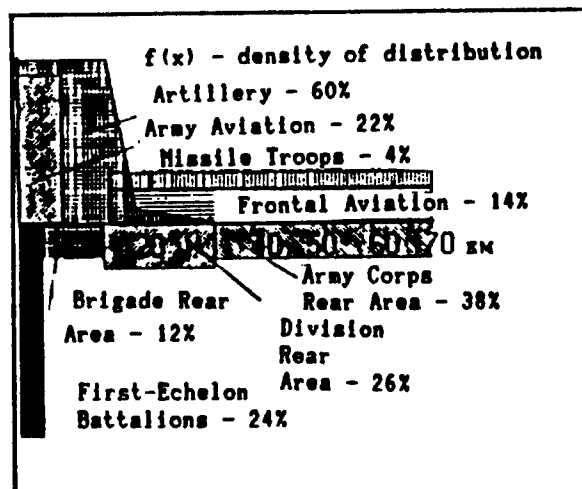 f(x) - density of distribution
Artillery - 60%
Army Aviation - 22%
Missile Troops - 4%
Frontal Aviation - 14%
50 60 70 км
Army Corps
Rear Area - 38%
Brigade Rear
Area - 12%
Division
Rear
Area - 26%
First-Echelon
Battalions - 24%